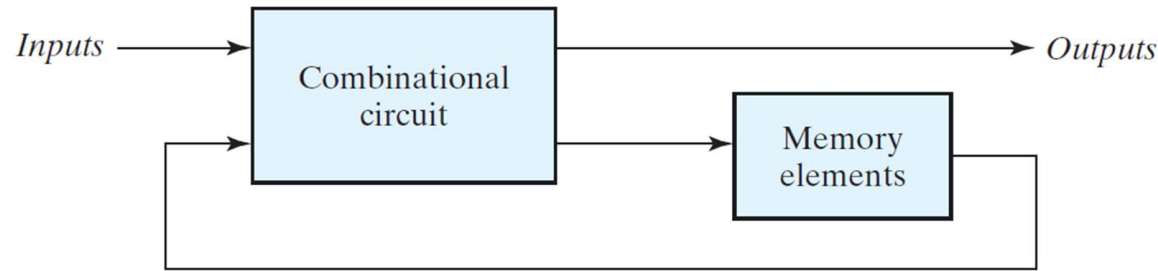 Inputs
Combinational
circuit
Outputs
Memory
elements